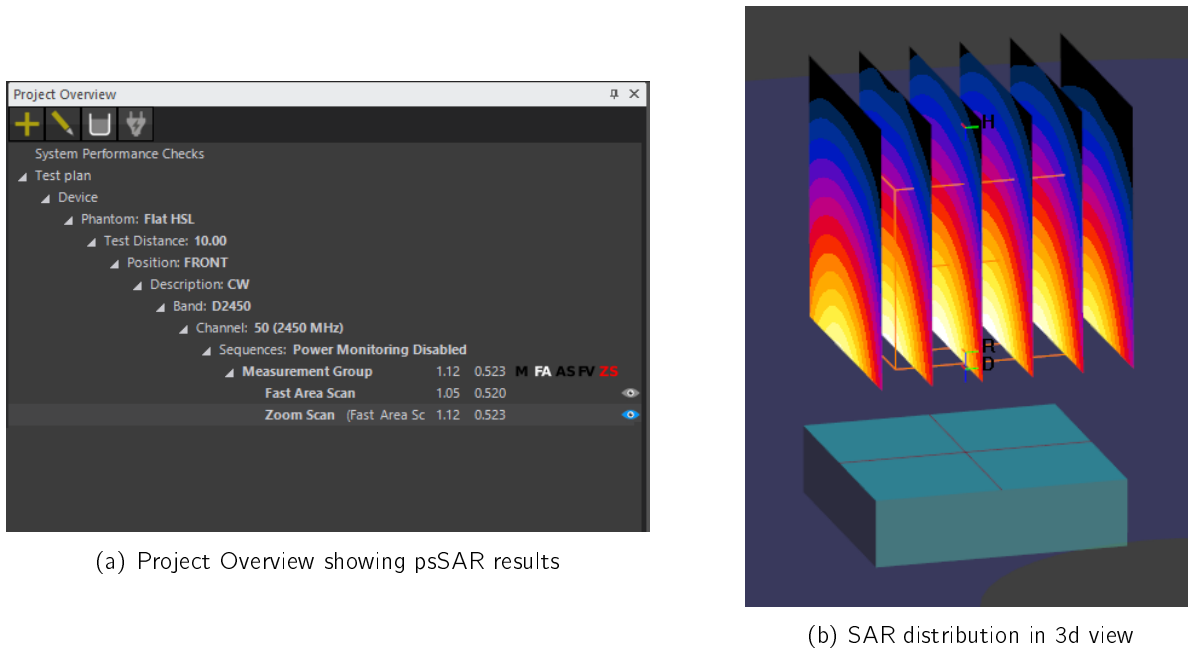 Project Overview
System Performance Checks
Test plan
Device
Phantom: Flat HSL
Test Distance: 10.00
Position: FRONT
Description: CW
Band: D2450
Channel: 50 (2450 MHz)
Sequences: Power Monitoring Disabled
Measurement Group 1.12 0.523 M FA AS FV ZS
Fast Area Scan 1.05 0.520
Zoom Scan (Fast Area Sc 1.12 0.523
(a) Project Overview showing psSAR results
H
R
D
(b) SAR distribution in 3d view